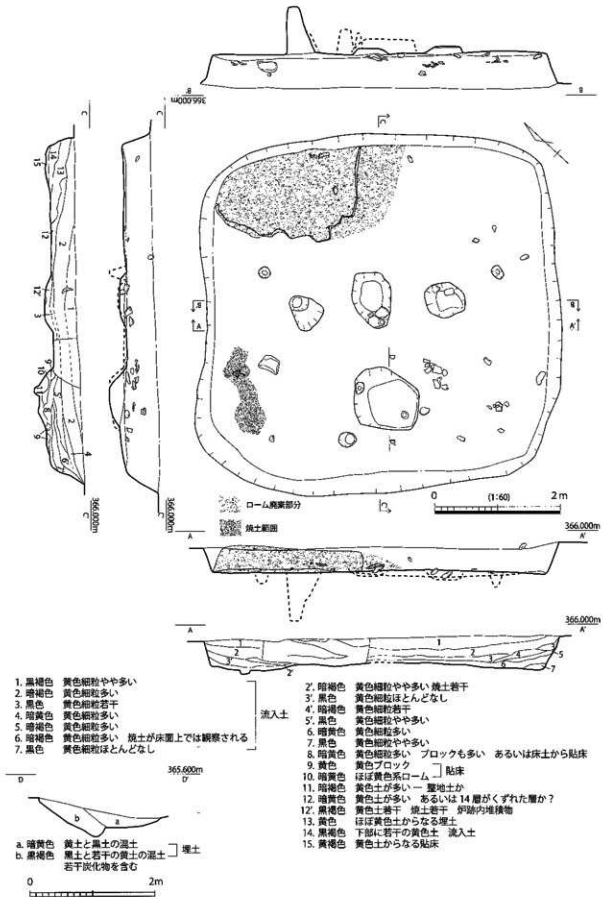 366.000m
B'
B
C
C'
366.000m
C
C'
B
A
B'
A'
ローム廃棄部分
焼土範囲
0 (1:60) 2m
A
366.000m
A'
A
366.000m
A'
1. 黒褐色 黄色細粒やや多い
2. 暗褐色 黄色細粒多い
3. 黒色 黄色細粒若干
4. 暗黄色 黄色細粒多い
5. 暗褐色 黄色細粒多い
6. 暗褐色 黄色細粒多い 焼土が床面上では観察される
7. 黒色 黄色細粒ほとんどなし
流入土
2'. 暗褐色 黄色細粒やや多い 焼土若干
3'. 黒色 黄色細粒ほとんどなし
4'. 暗褐色 黄色細粒若干
5'. 黒色 黄色細粒やや多い
6. 暗黄色 黄色細粒多い
7. 黒色 黄色細粒やや多い
8. 暗黄色 黄色細粒多い ブロックも多い あるいは床土から貼床
9. 黄色 黄色ブロック
10. 暗黄色 ほぼ黄色系ローム
貼床
11. 暗褐色 黄色土が多い ― 整地土か
12. 暗黄色 黄色土が多い あるいは14層がくずれた層か?
12'. 黒色 黄色土若干 焼土若干 炉跡内堆積物
13. 黄色 ほぼ黄色土からなる埋土
14. 黒褐色 下部に若干の黄色土 流入土
15. 黄褐色 黄色土からなる貼床
D
365.600m
D'
b
a
a. 暗黄色 黄土と黒土の混土
b. 黒褐色 黒土と若干の黄土の混土
若干炭化物を含む
埋土
0 2m